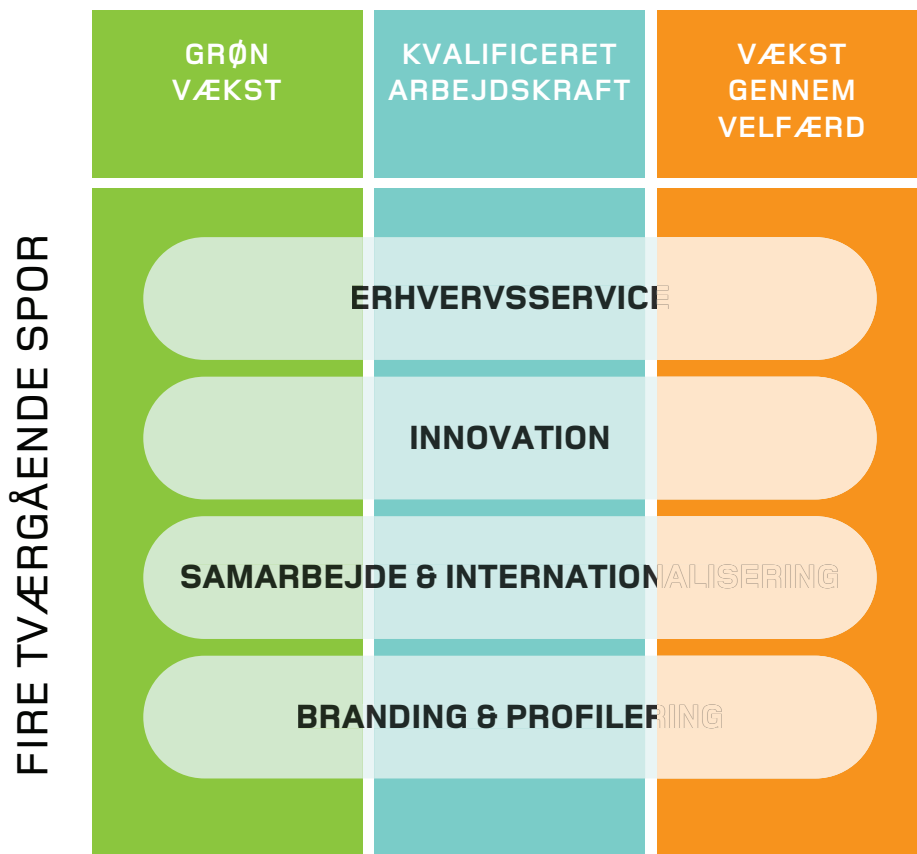 GRØN
VÆKST
KVALIFICERET
ARBEJDSKRAFT
VÆKST
GENNEM
VELFÆRD
FIRE TVÆRGÅENDE SPOR
ERHVERVSSERVICE
INNOVATION
SAMARBEJDE & INTERNATIONALISERING
BRANDING & PROFILERING